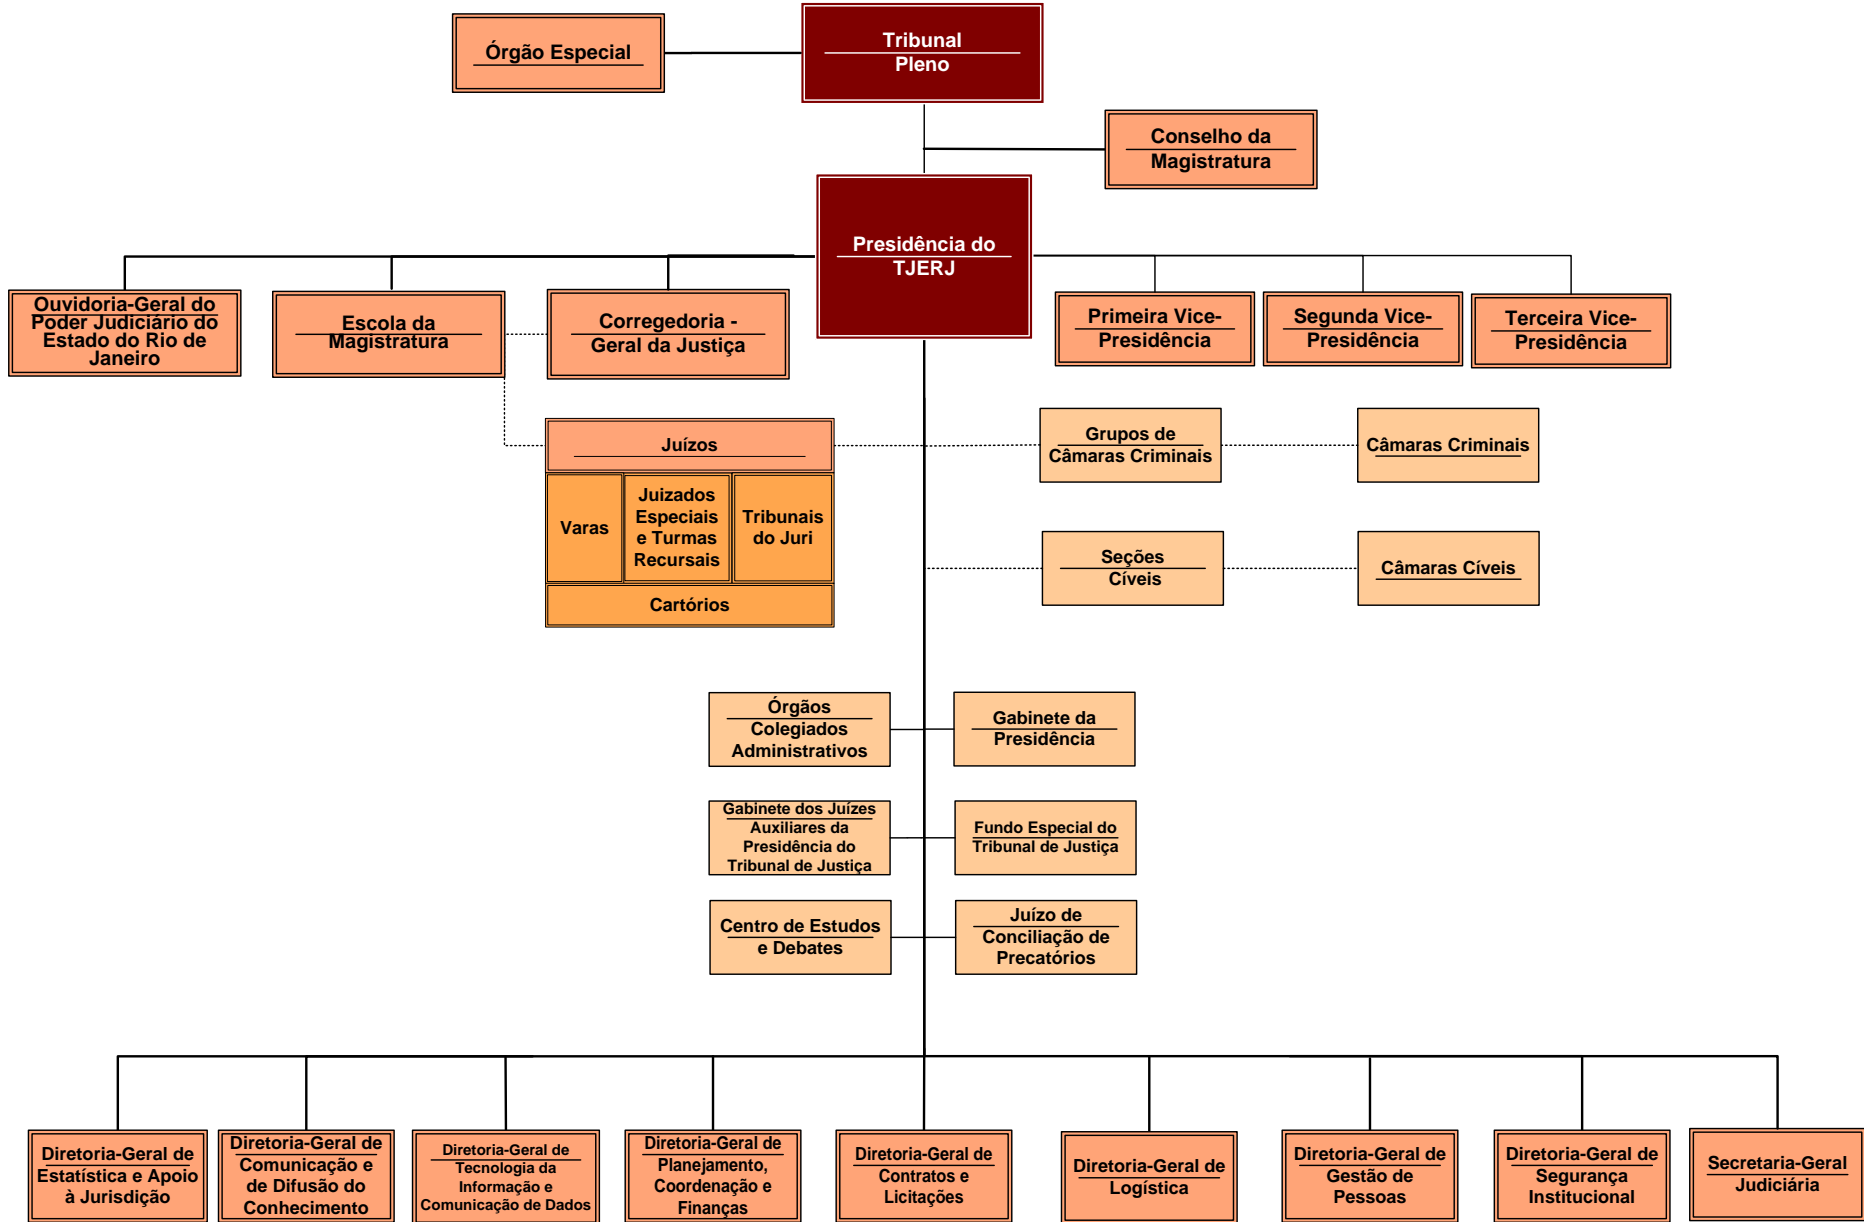 Órgão Especial
Tribunal
Pleno
Conselho da
Magistratura
Presidência do
TJERJ
Ouvidoria-Geral do
Poder Judiciário do
Estado do Rio de
Janeiro
Escola da
Magistratura
Corregedoria -
Geral da Justiça
Primeira Vice-
Presidência
Segunda Vice-
Presidência
Terceira Vice-
Presidência
Juízos
Varas
Juizados
Especiais
e Turmas
Recursais
Tribunais
do Juri
Cartórios
Grupos de
Câmaras Criminais
Câmaras Criminais
Seções
Cíveis
Câmaras Cíveis
Órgãos
Colegiados
Administrativos
Gabinete da
Presidência
Gabinete dos Juízes
Auxiliares da
Presidência do
Tribunal de Justiça
Fundo Especial do
Tribunal de Justiça
Centro de Estudos
e Debates
Juízo de
Conciliação de
Precatórios
Diretoria-Geral de
Estatística e Apoio
à Jurisdição
Diretoria-Geral de
Comunicação e
de Difusão do
Conhecimento
Diretoria-Geral de
Tecnologia da
Informação e
Comunicação de Dados
Diretoria-Geral de
Planejamento,
Coordenação e
Finanças
Diretoria-Geral de
Contratos e
Licitações
Diretoria-Geral de
Logística
Diretoria-Geral de
Gestão de
Pessoas
Diretoria-Geral de
Segurança
Institucional
Secretaria-Geral
Judiciária